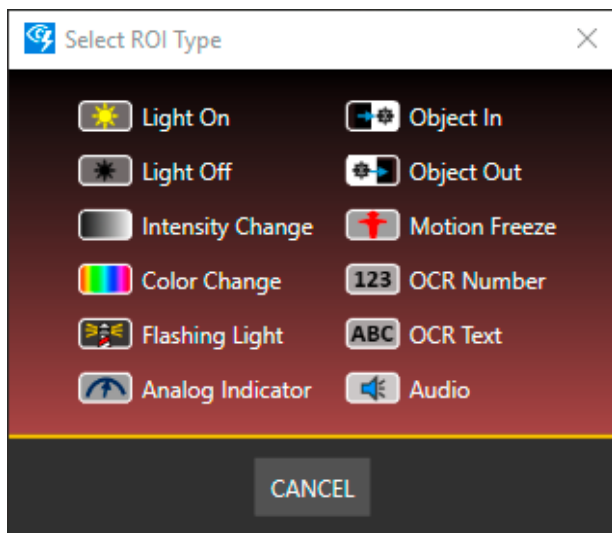 Select ROI Type
Light On
Object In
Light Off
Object Out
Intensity Change
Motion Freeze
Color Change
123 OCR Number
Flashing Light
ABC OCR Text
Analog Indicator
Audio
CANCEL